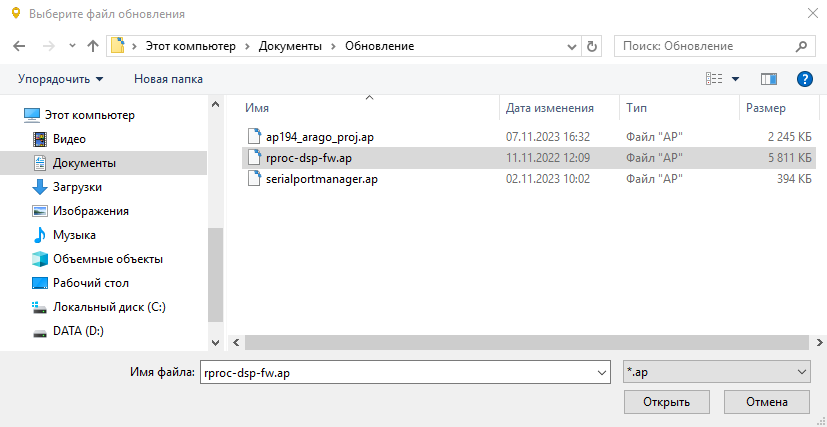 Выберите файл обновления
Этот компьютер Документы Обновление
Поиск: Обновление
Упорядочить Новая папка
Этот компьютер
Видео
Документы
Загрузки
Изображения
Музыка
Объемные объекты
Рабочий стол
Локальный диск (C:)
DATA (D:)
Имя Дата изменения Тип Размер
ap194_arago_proj.ap 07.11.2023 16:32 Файл "AP" 2 245 КБ
rproc-dsp-fw.ap 11.11.2022 12:09 Файл "AP" 5 811 КБ
serialportmanager.ap 02.11.2023 10:02 Файл "AP" 394 КБ
Имя файла: rproc-dsp-fw.ap *.ap
Открыть Отмена